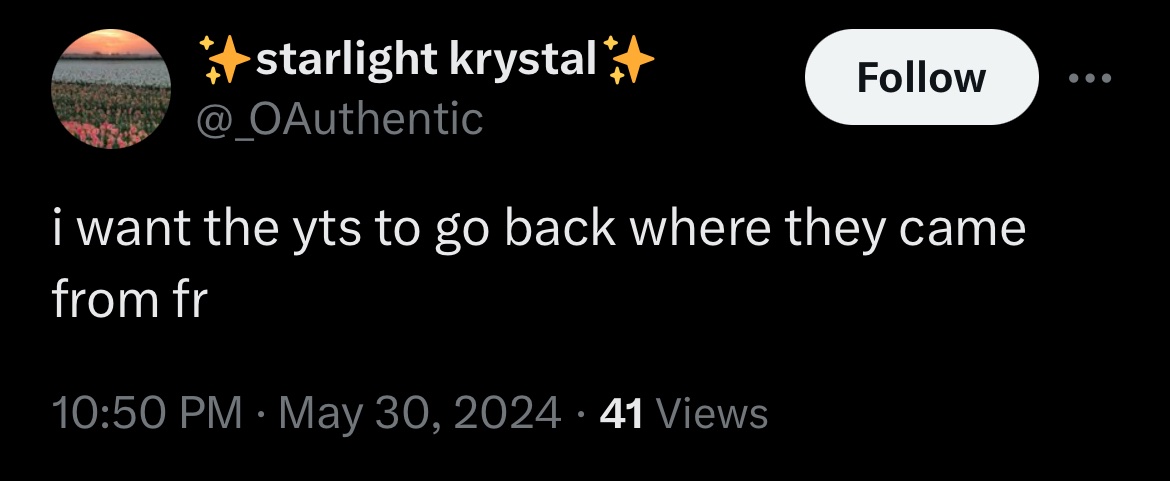 ✨starlight krystal✨
Follow
@_OAuthentic
i want the yts to go back where they came
from fr
10:50 PM · May 30, 2024 · 41 Views